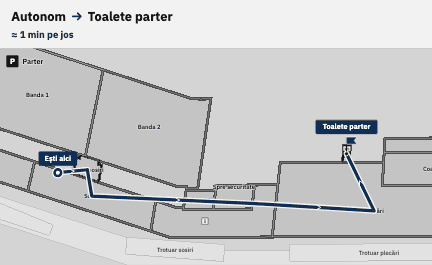 Autonom → Toalete parter
≈ 1 min pe jos
P Parter
Banda 1
Banda 2
Toalete parter
Ești aici
Spre securitate
Trotuar sosiri
Trotuar plecări